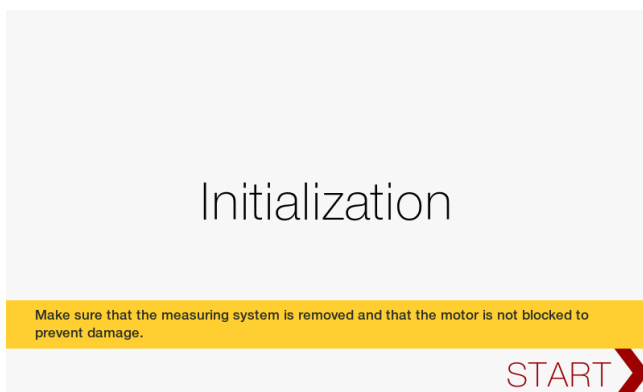 Initialization
Make sure that the measuring system is removed and that the motor is not blocked to
prevent damage.
START